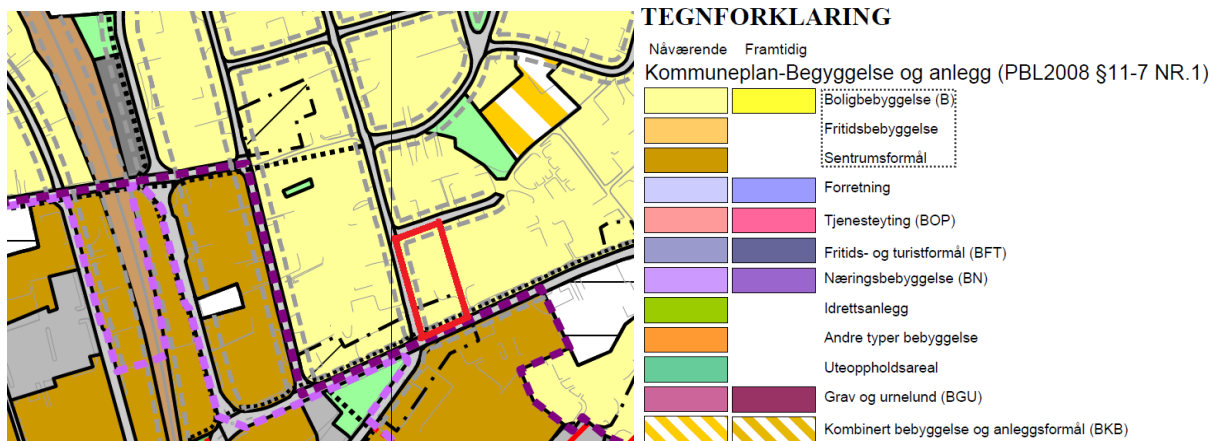 TEGNFORKLARING
Nåværende Framtidig
Kommuneplan-Begyggelse og anlegg (PBL2008 §11-7 NR.1)
Boligbebyggelse (B)
Fritidsbebyggelse
Sentrumsformål
Forretning
Tjenesteyting (BOP)
Fritids- og turistformål (BFT)
Næringsbebyggelse (BN)
Idrettsanlegg
Andre typer bebyggelse
Uteoppholdsareal
Grav og urnelund (BGU)
Kombinert bebyggelse og anleggsformål (BKB)